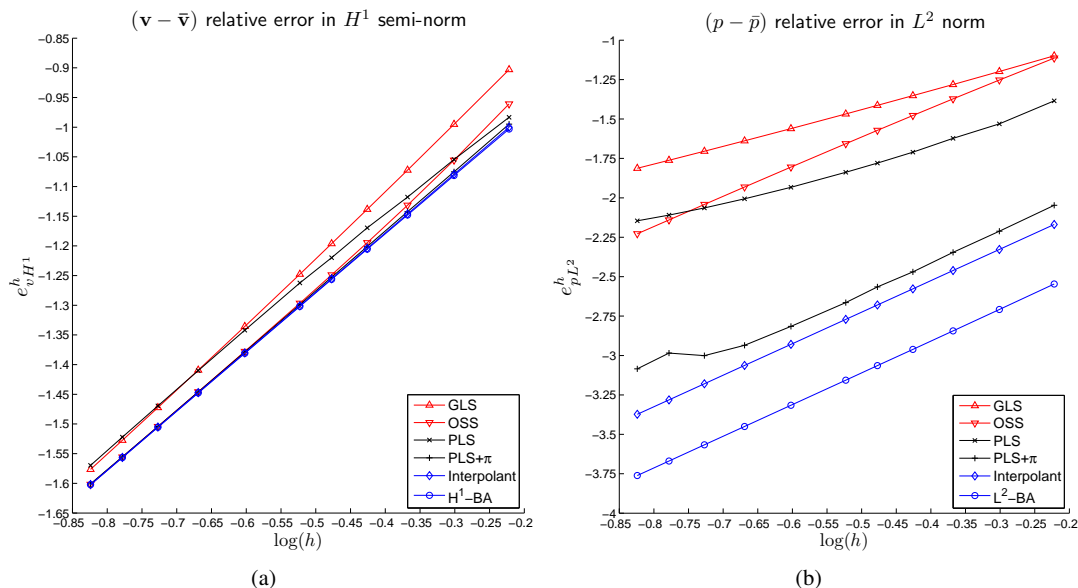 (v − v̄) relative error in H¹ semi-norm
−0.85
−0.9
−0.95
−1
−1.05
−1.1
−1.15
−1.2
−1.25
−1.3
−1.35
−1.4
−1.45
−1.5
−1.55
−1.6
−1.65
e^h_{vH¹}
GLS
OSS
PLS
PLS+π
Interpolant
H¹−BA
−0.85 −0.8 −0.75 −0.7 −0.65 −0.6 −0.55 −0.5 −0.45 −0.4 −0.35 −0.3 −0.25 −0.2
log(h)
(a)
(p − p̄) relative error in L² norm
−1
−1.25
−1.5
−1.75
−2
−2.25
−2.5
−2.75
−3
−3.25
−3.5
−3.75
−4
e^h_{pL²}
GLS
OSS
PLS
PLS+π
Interpolant
L²−BA
−0.85 −0.8 −0.75 −0.7 −0.65 −0.6 −0.55 −0.5 −0.45 −0.4 −0.35 −0.3 −0.25 −0.2
log(h)
(b)